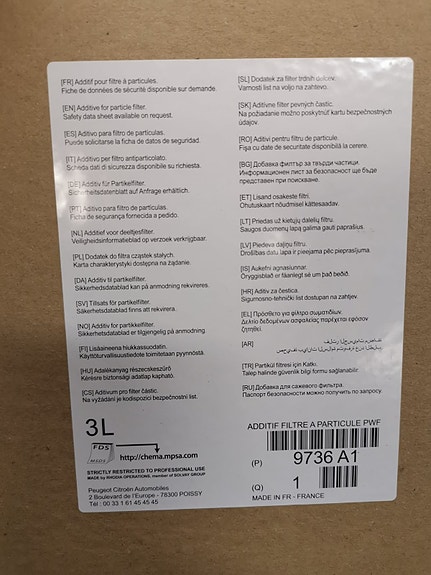 [FR] Additif pour filtre à particules.
Fiche de données de sécurité disponible sur demande.
[EN] Additive for particle filter.
Safety data sheet available on request.
[ES] Aditivo para filtro de partículas.
Puede solicitarse la ficha de datos de seguridad.
[IT] Additivo per filtro antiparticolato.
Scheda dati di sicurezza disponibile su richiesta.
[DE] Additiv für Partikelfilter.
Sicherheitsdatenblatt auf Anfrage erhältlich.
[PT] Aditivo para filtro de partículas.
Ficha de segurança fornecida a pedido.
[NL] Additief voor deeltjesfilter.
Veiligheidsinformatieblad op verzoek verkrijgbaar.
[PL] Dodatek do filtra cząstek stałych.
Karta charakterystyki dostępna na żądanie.
[DA] Additiv til partikelfilter.
Sikkerhedsdatablad kan på anmodning rekvireres.
[SV] Tillsats för partikelfilter.
Säkerhetsdatablad finns att rekvirera.
[NO] Additiv for partkkelfilter.
Sikkerhetsdatablad er tilgjengelig på anmodning
[FI] Lisäaineena hiukkassuodatin.
Käyttöturvallisuustiedote toimitetaan pyynnöstä.
[HU] Adalékanyag részecskeszűrő
Kérésre biztonsági adatlap kapható.
[CS] Aditivum pro filtr částic.
Na vyžádání je k dodispozici bezpečnostní list.
3L
FDS
MSDS
http://chema.mpsa.com
STRICTLY RESTRICTED TO PROFESSIONAL USE
MADE by RHODIA OPERATIONS, member of SOLVAY GROUP
Peugeot Citroën Automobiles
2 Boulevard de l'Europe - 78300 POISSY
Tél : 00 33 1 61 45 45 45
[SL] Dodatek za filter trdnih delcev.
Varnosti list na voljo na zahtevo.
[SK] Aditívne filter pevných častíc.
Na požiadanie možno poskytnúť kartu bezpečnostných
údajov.
[RO] Aditivi pentru filtru de particule.
Fişa cu date de securitate disponibilă la cerere.
[BG] Добавка филтър за твърди частици.
Информационен лист за безопасност ще бъде
представен при поискване.
[ET] Lisand osakeste filtri.
Ohutuskaart nõudmisel kättesaadav.
[LT] Priedas už kietųjų dalelių filtru.
Saugos duomenų lapą galima gauti paprašius.
[LV] Piedeva daļiņu filtru.
Drošības datu lapa ir pieejama pēc pieprasījuma.
[IS] Aukefni agnasíunnar.
Öryggisblað er fáanlegt sé um það beðið.
[HR] Aditiv za čestica.
Sigurnosno-tehnički list dostupan na zahtjev.
[EL] Πρόσθετο για φίλτρα σωματιδίων.
Δελτίο δεδομένων ασφαλείας παρέχεται εφόσον
ζητηθεί.
[AR]
[TR] Partikül filtresi için Katkı.
Talep halinde güvenlik bilgi formu sağlanabilir.
[RU] Добавка для сажевого фильтра.
Паспорт безопасности можно получить по запросу.
ADDITIF FILTRE A PARTICULE PWF
(P) 9736 A1
(Q) 1
MADE IN FR - FRANCE